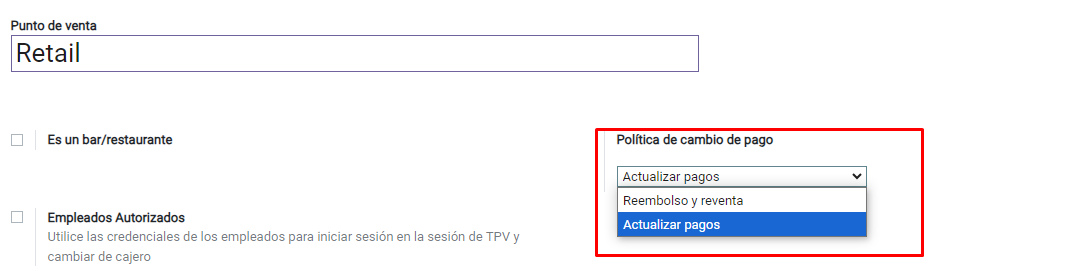 Punto de venta
Retail
Es un bar/restaurante
Política de cambio de pago
Actualizar pagos
Reembolso y reventa
Actualizar pagos
Empleados Autorizados
Utilice las credenciales de los empleados para iniciar sesión en la sesión de TPV y
cambiar de cajero